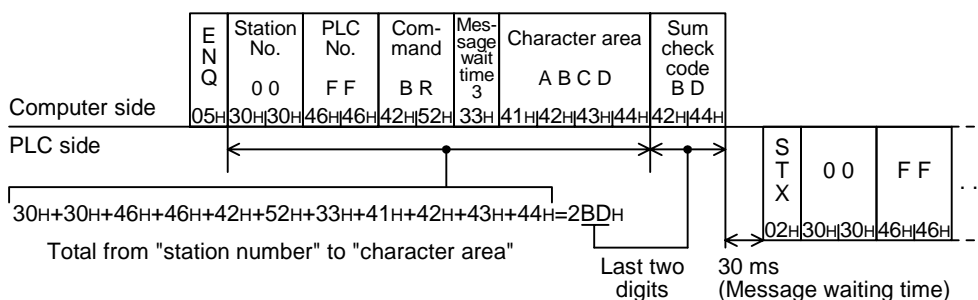 E N Q
Station No.
0 0
PLC No.
F F
Com-
mand
B R
Mes-
sage
wait
time
3
Character area
A B C D
Sum
check
code
B D
Computer side
05H 30H 30H 46H 46H 42H 52H 33H 41H 42H 43H 44H 42H 44H
PLC side
S T X
0 0
F F
. .
02H 30H 30H 46H 46H
30H+30H+46H+46H+42H+52H+33H+41H+42H+43H+44H=2BDH
Total from "station number" to "character area"
Last two
digits
30 ms
(Message waiting time)